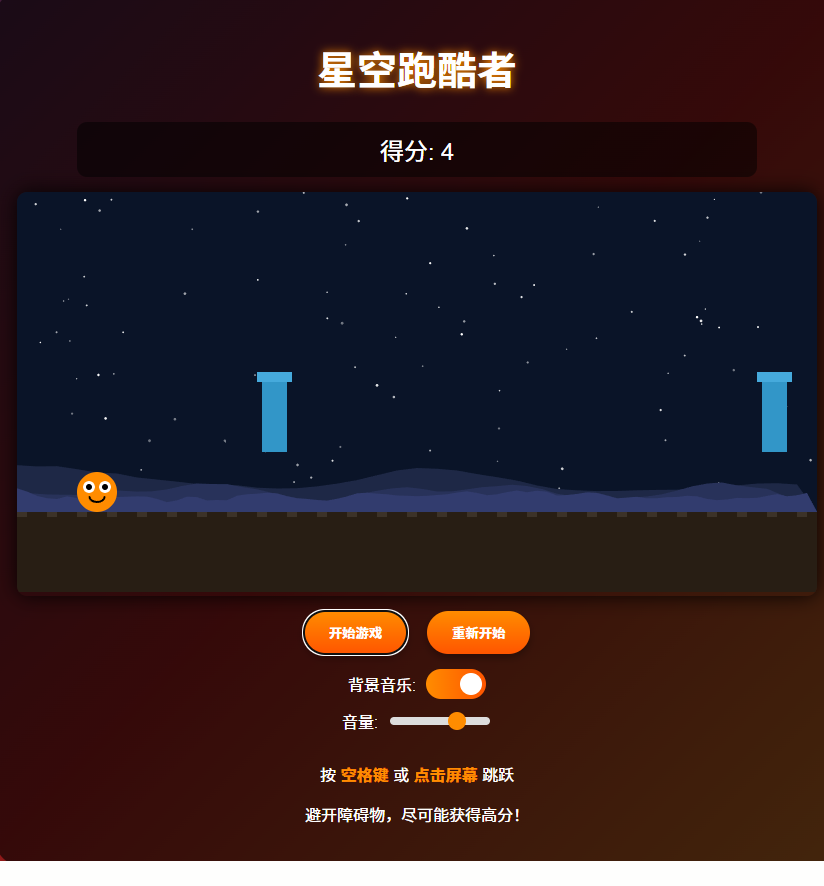 星空跑酷者
得分: 4
开始游戏 重新开始
背景音乐:
音量:
按 空格键 或 点击屏幕 跳跃
避开障碍物，尽可能获得高分！